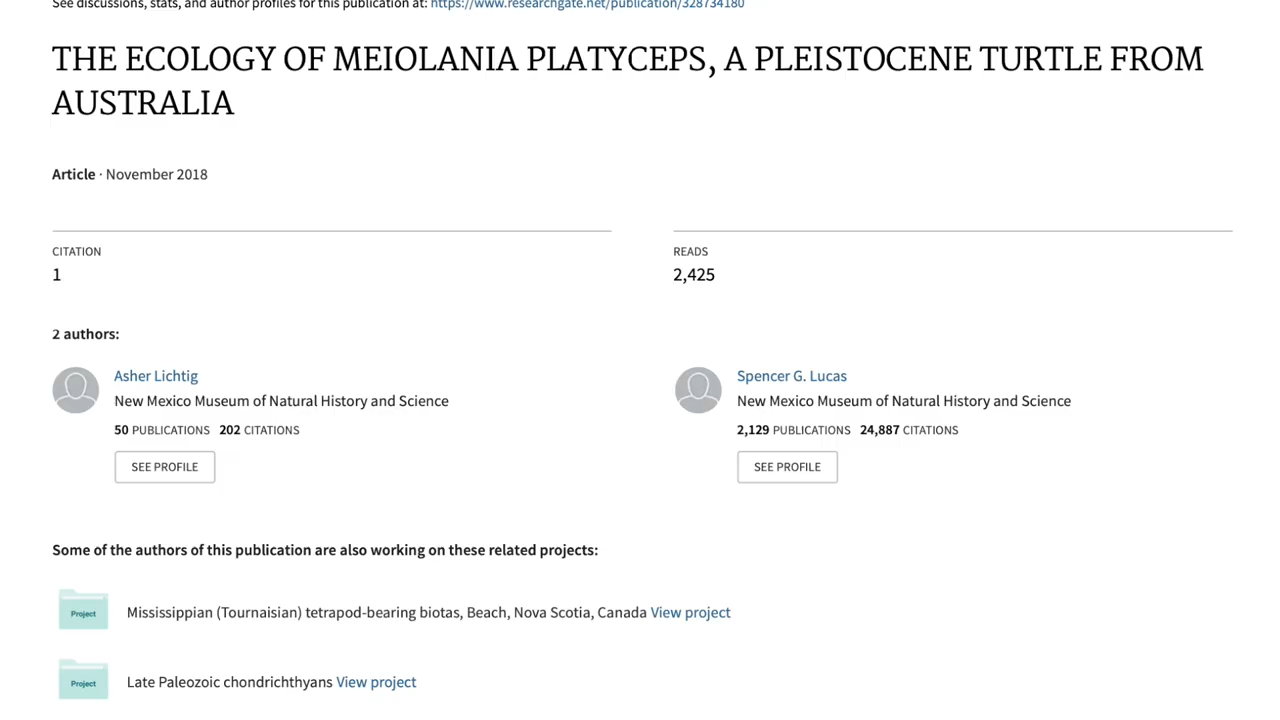 See discussions, stats, and author profiles for this publication at: https://www.researchgate.net/publication/328734180
THE ECOLOGY OF MEIOLANIA PLATYCEPS, A PLEISTOCENE TURTLE FROM
AUSTRALIA
Article · November 2018
CITATION
1
READS
2,425
2 authors:
Asher Lichtig
New Mexico Museum of Natural History and Science
50 PUBLICATIONS 202 CITATIONS
SEE PROFILE
Spencer G. Lucas
New Mexico Museum of Natural History and Science
2,129 PUBLICATIONS 24,887 CITATIONS
SEE PROFILE
Some of the authors of this publication are also working on these related projects:
Project
Mississippian (Tournaisian) tetrapod-bearing biotas, Beach, Nova Scotia, Canada View project
Project
Late Paleozoic chondrichthyans View project